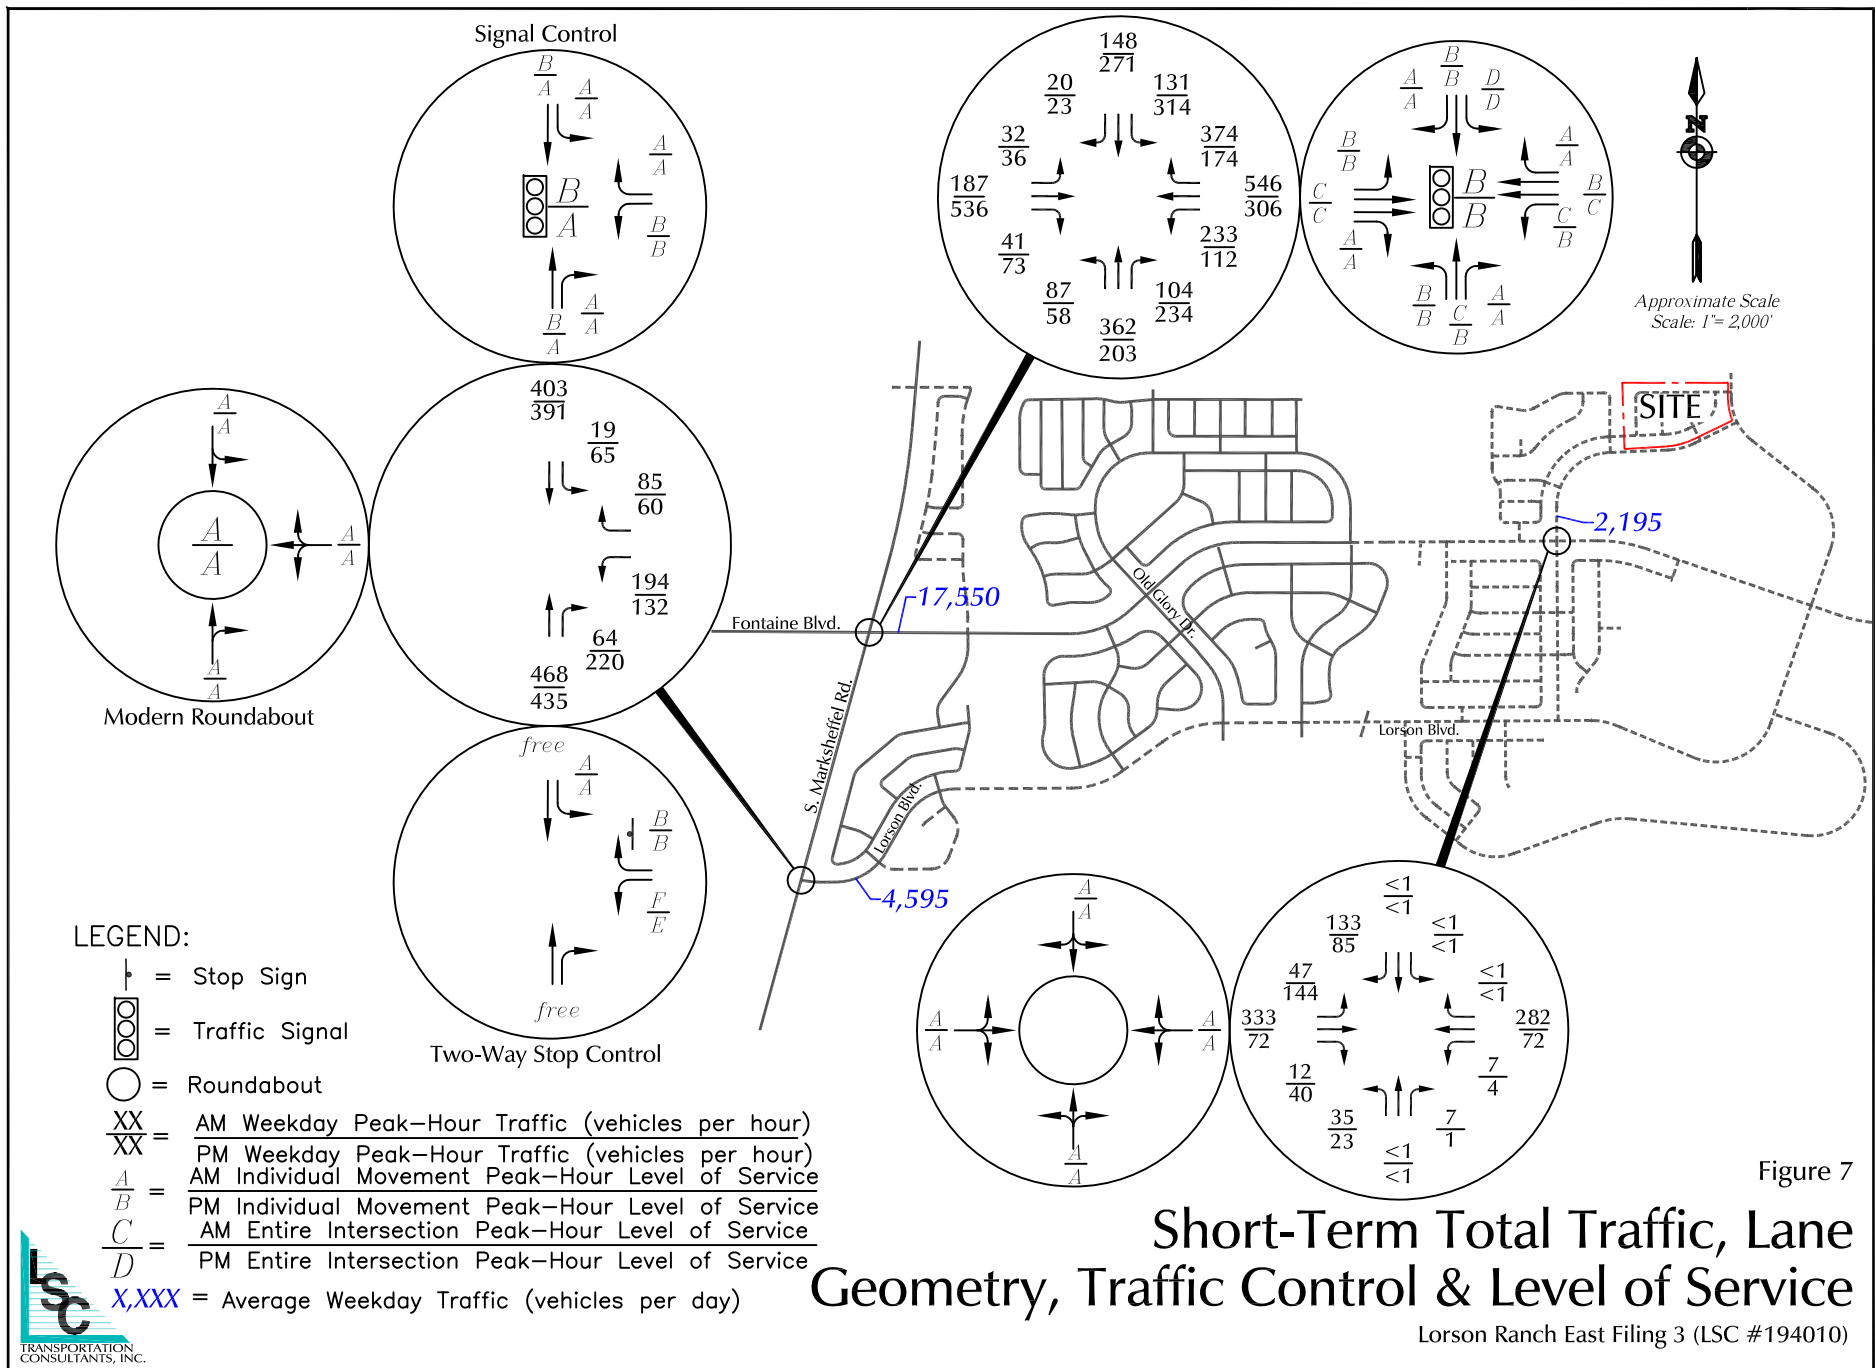 Signal Control
B
A
A
A
A
A
B
A
B
B
A
A
B
A
148
271
20
23
131
314
32
36
374
174
187
536
546
306
41
73
233
112
87
58
104
234
362
203
B
B
A
A
D
D
B
B
A
A
C
C
B
B
B
C
A
A
C
B
B
B
C
B
A
A
N
Approximate Scale
Scale: 1"= 2,000'
A
A
A
A
A
A
A
A
Modern Roundabout
403
391
19
65
85
60
194
132
64
220
468
435
free
A
A
B
B
F
E
free
Two-Way Stop Control
SITE
2,195
17,550
Fontaine Blvd.
Old Glory Dr.
S. Marksheffel Rd.
Lorson Blvd.
Lorson Blvd.
4,595
A
A
A
A
A
A
A
A
<1
<1
133
85
<1
<1
47
144
<1
<1
333
72
282
72
12
40
7
4
35
23
7
1
<1
<1
LEGEND:
= Stop Sign
= Traffic Signal
= Roundabout
XX
XX
=
AM Weekday Peak-Hour Traffic (vehicles per hour)
PM Weekday Peak-Hour Traffic (vehicles per hour)
A
B
=
AM Individual Movement Peak-Hour Level of Service
PM Individual Movement Peak-Hour Level of Service
C
D
=
AM Entire Intersection Peak-Hour Level of Service
PM Entire Intersection Peak-Hour Level of Service
X,XXX = Average Weekday Traffic (vehicles per day)
LSC
TRANSPORTATION
CONSULTANTS, INC.
Figure 7
Short-Term Total Traffic, Lane
Geometry, Traffic Control & Level of Service
Lorson Ranch East Filing 3 (LSC #194010)